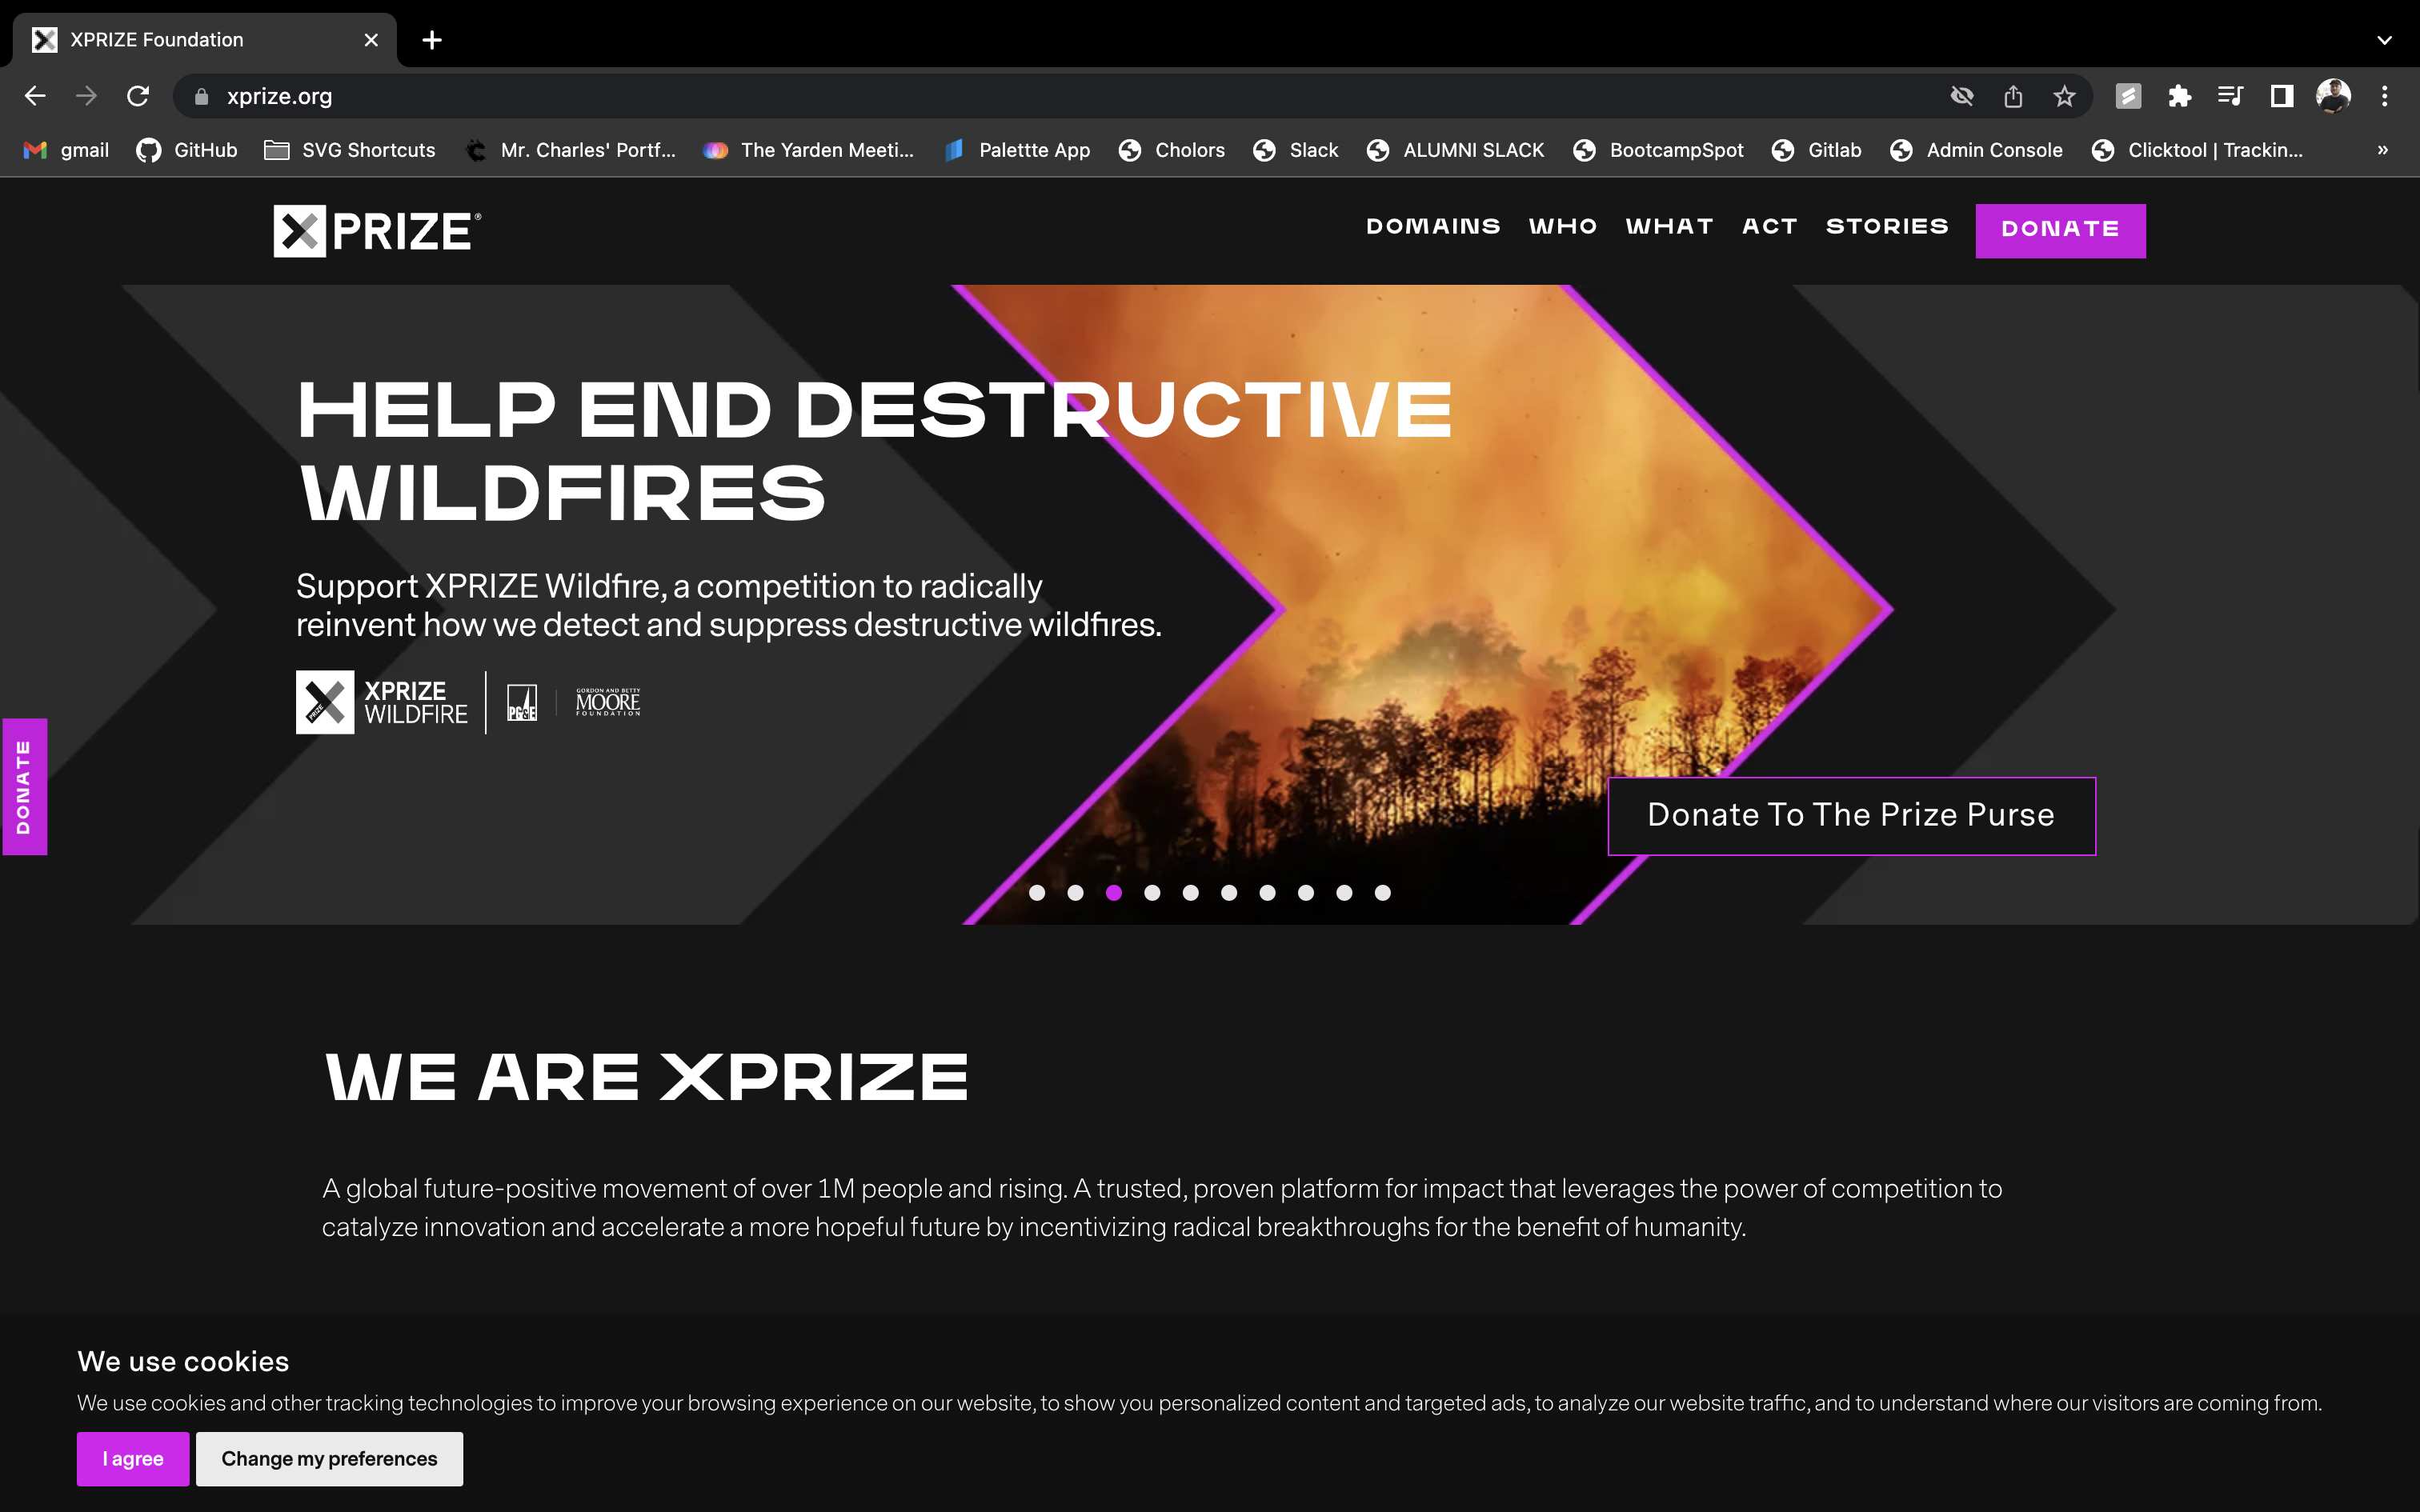 XPRIZE Foundation
xprize.org
gmail
GitHub
SVG Shortcuts
Mr. Charles' Portf...
The Yarden Meeti...
Palettte App
Cholors
Slack
ALUMNI SLACK
BootcampSpot
Gitlab
Admin Console
Clicktool | Trackin...
»
XPRIZE®
DOMAINS
WHO
WHAT
ACT
STORIES
DONATE
HELP END DESTRUCTIVE
WILDFIRES
Support XPRIZE Wildfire, a competition to radically
reinvent how we detect and suppress destructive wildfires.
PRIZE
XPRIZE
WILDFIRE
PG&E
GORDON AND BETTY
MOORE
FOUNDATION
DONATE
Donate To The Prize Purse
WE ARE XPRIZE
A global future-positive movement of over 1M people and rising. A trusted, proven platform for impact that leverages the power of competition to
catalyze innovation and accelerate a more hopeful future by incentivizing radical breakthroughs for the benefit of humanity.
We use cookies
We use cookies and other tracking technologies to improve your browsing experience on our website, to show you personalized content and targeted ads, to analyze our website traffic, and to understand where our visitors are coming from.
I agree
Change my preferences